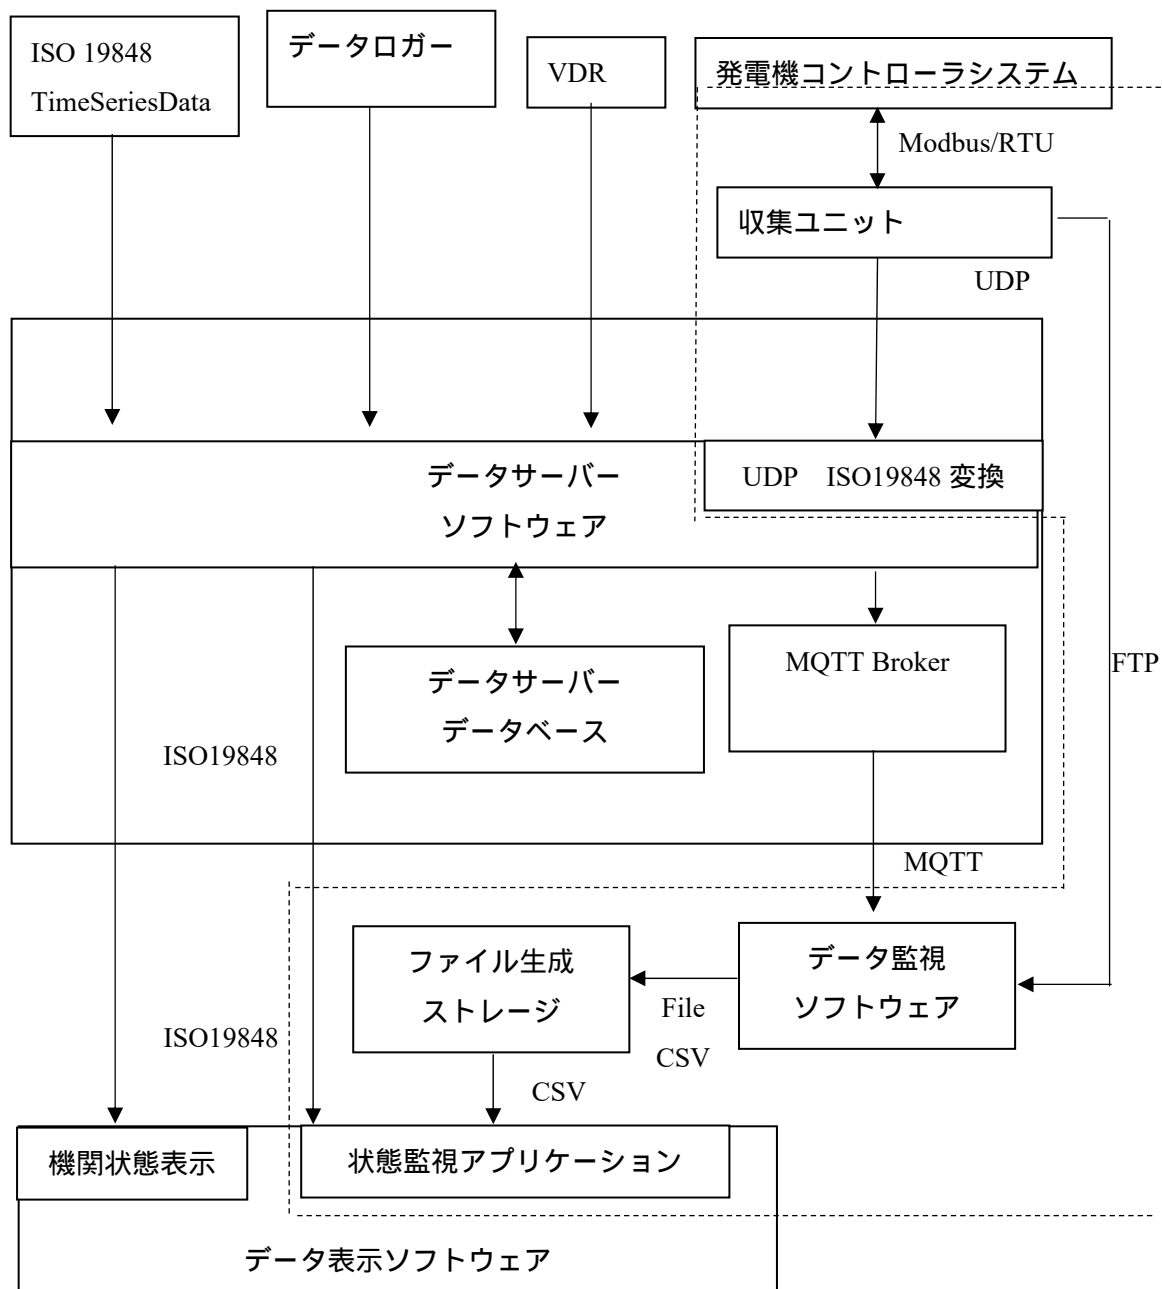 ISO 19848
TimeSeriesData
データロガー
VDR
発電機コントローラシステム
Modbus/RTU
収集ユニット
UDP
データサーバー
ソフトウェア
UDP　ISO19848 変換
データサーバー
データベース
MQTT Broker
FTP
ISO19848
MQTT
ファイル生成
ストレージ
データ監視
ソフトウェア
File
CSV
ISO19848
CSV
機関状態表示
状態監視アプリケーション
データ表示ソフトウェア